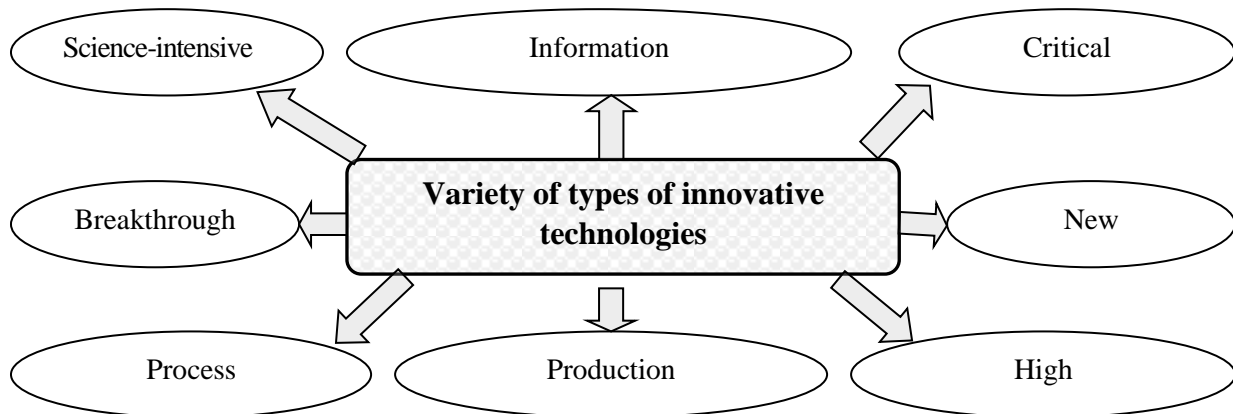 Science-intensive
Information
Critical
Variety of types of innovative
technologies
Breakthrough
New
Process
Production
High